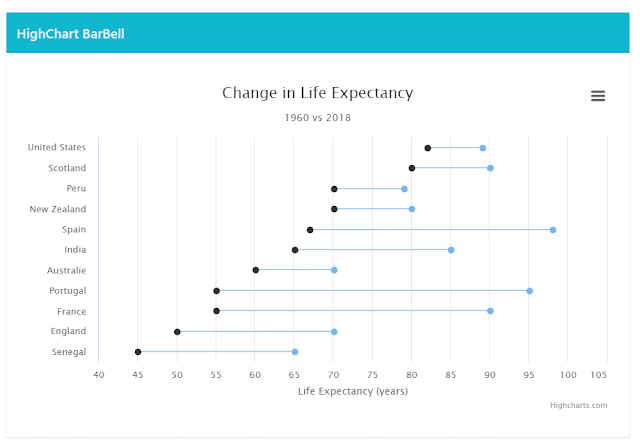 HighChart BarBell
Change in Life Expectancy
1960 vs 2018
United States
Scotland
Peru
New Zealand
Spain
India
Australie
Portugal
France
England
Senegal
40 45 50 55 60 65 70 75 80 85 90 95 100 105
Life Expectancy (years)
Highcharts.com